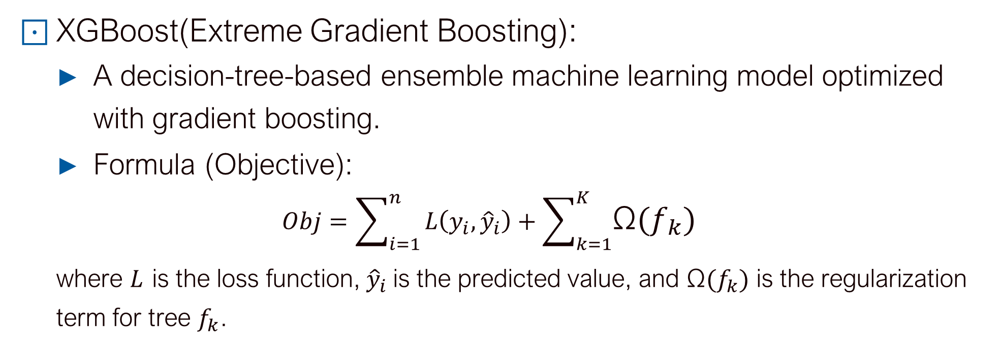 XGBoost(Extreme Gradient Boosting):
► A decision-tree-based ensemble machine learning model optimized
with gradient boosting.
► Formula (Objective):
$Obj = \sum_{i=1}^{n} L(y_i, \hat{y}_i) + \sum_{k=1}^{K} \Omega(f_k)$
where $L$ is the loss function, $\hat{y}_i$ is the predicted value, and $\Omega(f_k)$ is the regularization
term for tree $f_k$.